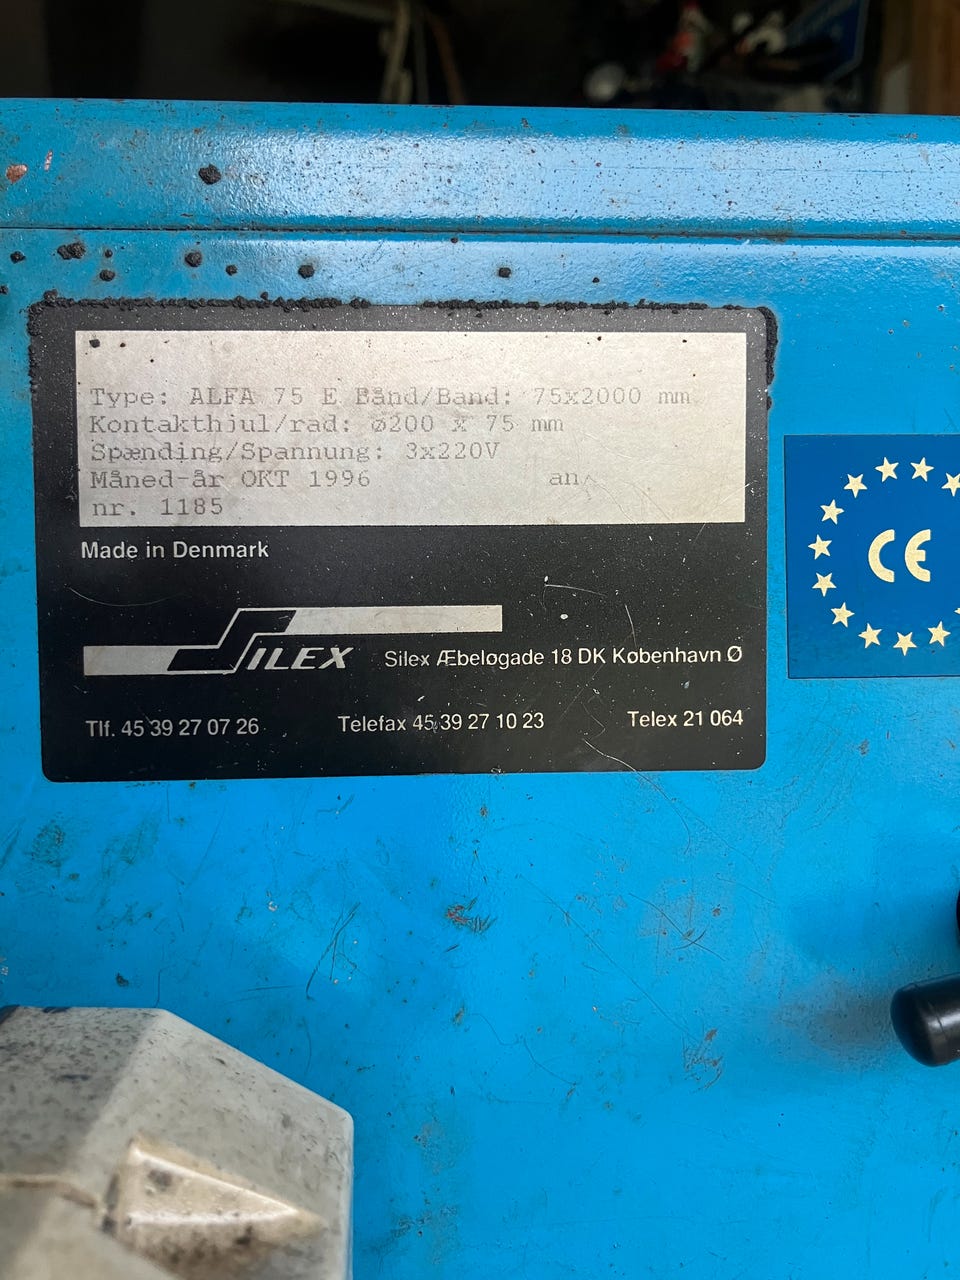 Type: ALFA 75 E Bånd/Band: 75x2000 mm
Kontakthjul/rad: ø200 x 75 mm
Spænding/Spannung: 3x220V
Måned-år OKT 1996 an
nr. 1185
Made in Denmark
SILEX Silex Æbeløgade 18 DK København Ø
Tlf. 45 39 27 07 26 Telefax 45 39 27 10 23 Telex 21 064
CE